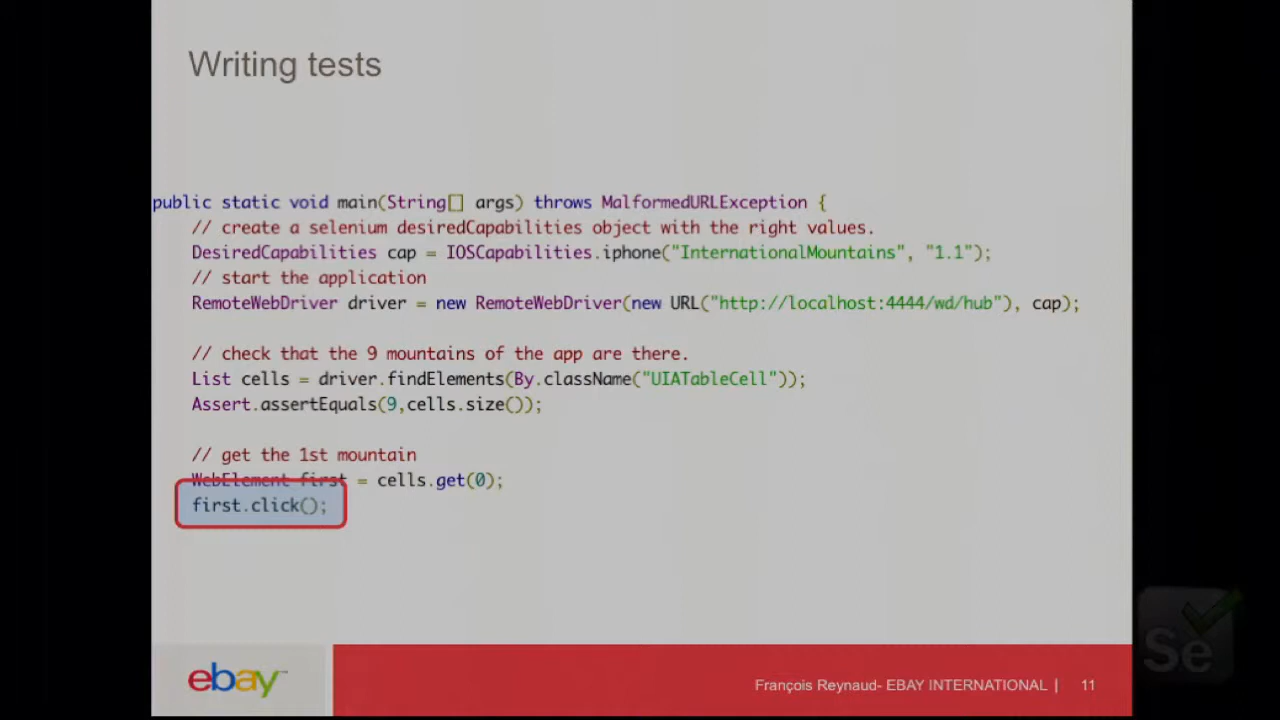 Writing tests
public static void main(String[] args) throws MalformedURLException {
// create a selenium desiredCapabilities object with the right values.
DesiredCapabilities cap = IOSCapabilities.iphone("InternationalMountains", "1.1");
// start the application
RemoteWebDriver driver = new RemoteWebDriver(new URL("http://localhost:4444/wd/hub"), cap);
// check that the 9 mountains of the app are there.
List cells = driver.findElements(By.className("UIATableCell"));
Assert.assertEquals(9,cells.size());
// get the 1st mountain
WebElement first = cells.get(0);
first.click();
ebay™
François Reynaud- EBAY INTERNATIONAL | 11
Se